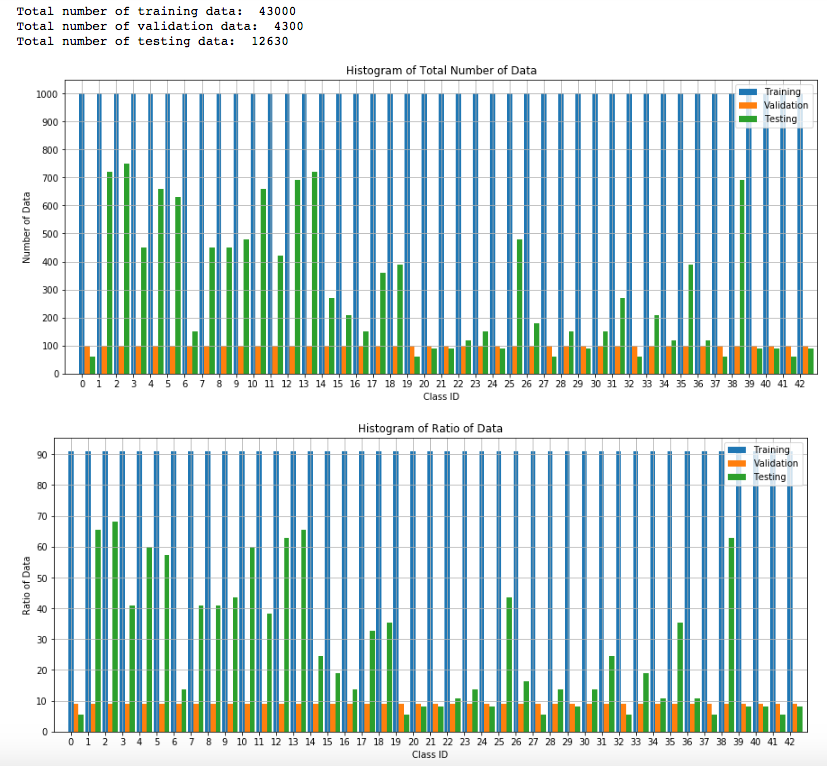 Total number of training data:  43000
Total number of validation data:  4300
Total number of testing data:  12630
Histogram of Total Number of Data
Training
Validation
Testing
1000
900
800
700
600
500
400
300
200
100
0
Number of Data
0 1 2 3 4 5 6 7 8 9 10 11 12 13 14 15 16 17 18 19 20 21 22 23 24 25 26 27 28 29 30 31 32 33 34 35 36 37 38 39 40 41 42
Class ID
Histogram of Ratio of Data
Training
Validation
Testing
90
80
70
60
50
40
30
20
10
0
Ratio of Data
0 1 2 3 4 5 6 7 8 9 10 11 12 13 14 15 16 17 18 19 20 21 22 23 24 25 26 27 28 29 30 31 32 33 34 35 36 37 38 39 40 41 42
Class ID